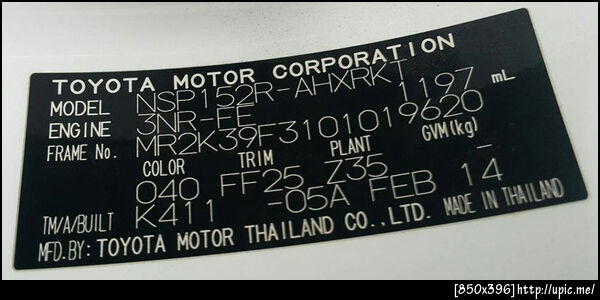 TOYOTA MOTOR CORPORATION
MODEL NSP152R-AHXRKT
ENGINE 3NR-FE 1197 mL
FRAME No. MR2K39F3101019620
COLOR TRIM PLANT GVM(kg)
040 FF25 Z35 -
TM/A/BUILT K411 -05A FEB 14
MFD.BY: TOYOTA MOTOR THAILAND CO.,LTD. MADE IN THAILAND
[850x396]http://upic.me/